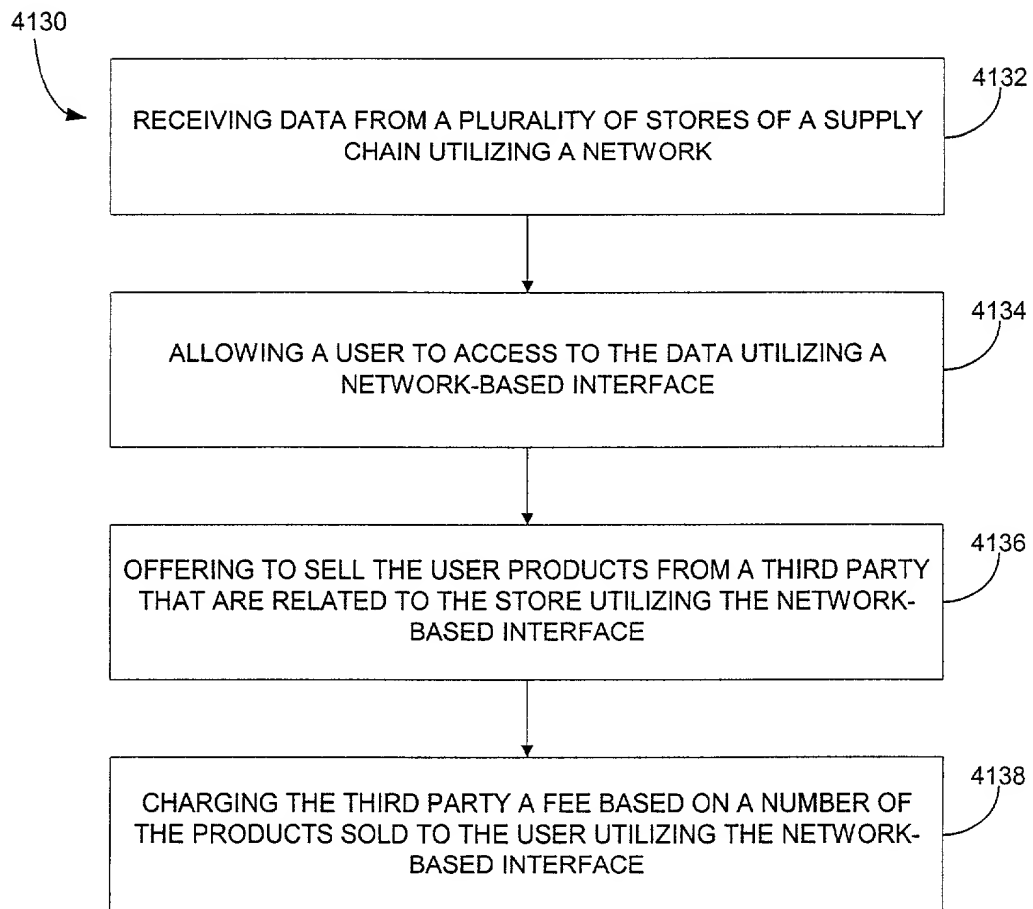 4130
4132
RECEIVING DATA FROM A PLURALITY OF STORES OF A SUPPLY
CHAIN UTILIZING A NETWORK
4134
ALLOWING A USER TO ACCESS TO THE DATA UTILIZING A
NETWORK-BASED INTERFACE
4136
OFFERING TO SELL THE USER PRODUCTS FROM A THIRD PARTY
THAT ARE RELATED TO THE STORE UTILIZING THE NETWORK-
BASED INTERFACE
4138
CHARGING THE THIRD PARTY A FEE BASED ON A NUMBER OF
THE PRODUCTS SOLD TO THE USER UTILIZING THE NETWORK-
BASED INTERFACE